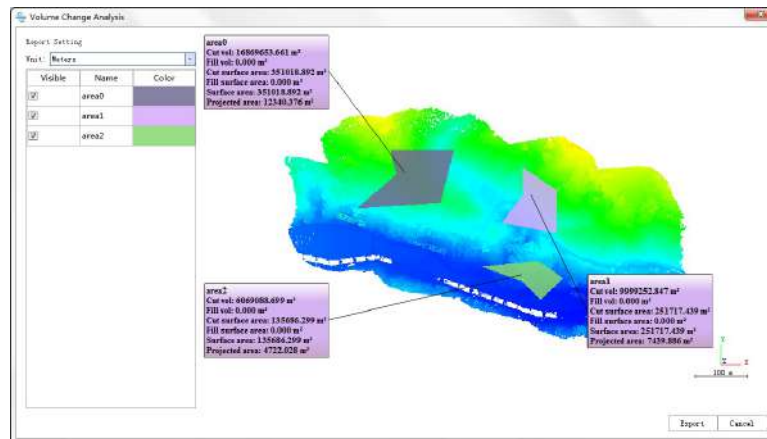 Volume Change Analysis
Export Setting
Unit: Meters
Visible Name Color
area0
area1
area2
area0
Cut vol: 16869653.661 m³
Fill vol: 0.000 m³
Cut surface area: 351018.892 m²
Fill surface area: 0.000 m²
Surface area: 351018.892 m²
Projected area: 12340.376 m²
area2
Cut vol: 6069088.699 m³
Fill vol: 0.000 m³
Cut surface area: 135686.299 m²
Fill surface area: 0.000 m²
Surface area: 135686.299 m²
Projected area: 4722.028 m²
area1
Cut vol: 9999252.847 m³
Fill vol: 0.000 m³
Cut surface area: 251717.439 m²
Fill surface area: 0.000 m²
Surface area: 251717.439 m²
Projected area: 7439.886 m²
Y
Z X
100 m
Export Cancel